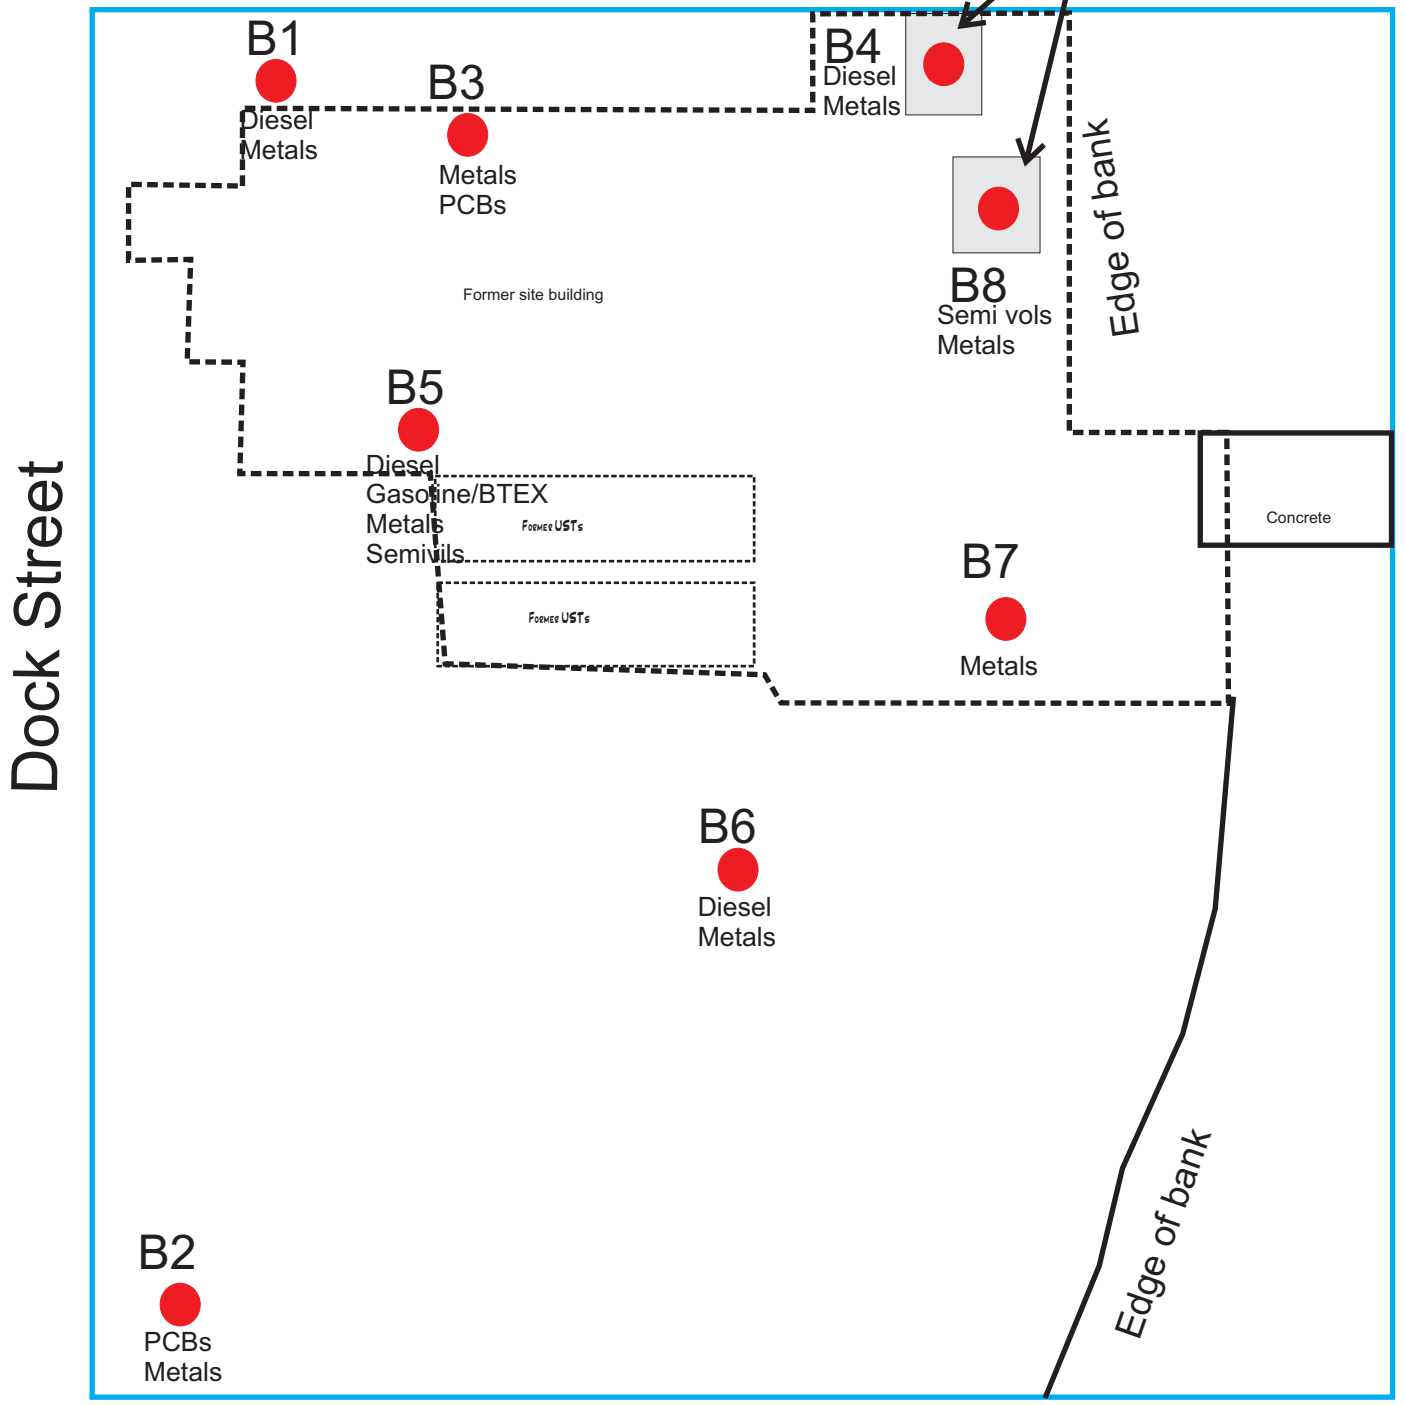 B1
Diesel
Metals
B3
Metals
PCBs
B4
Diesel
Metals
Edge of bank
B8
Semi vols
Metals
Former site building
B5
Diesel
Gasoline/BTEX
Metals
Semivils
Former USTs
Former USTs
Concrete
B7
Metals
Dock Street
B6
Diesel
Metals
Edge of bank
B2
PCBs
Metals